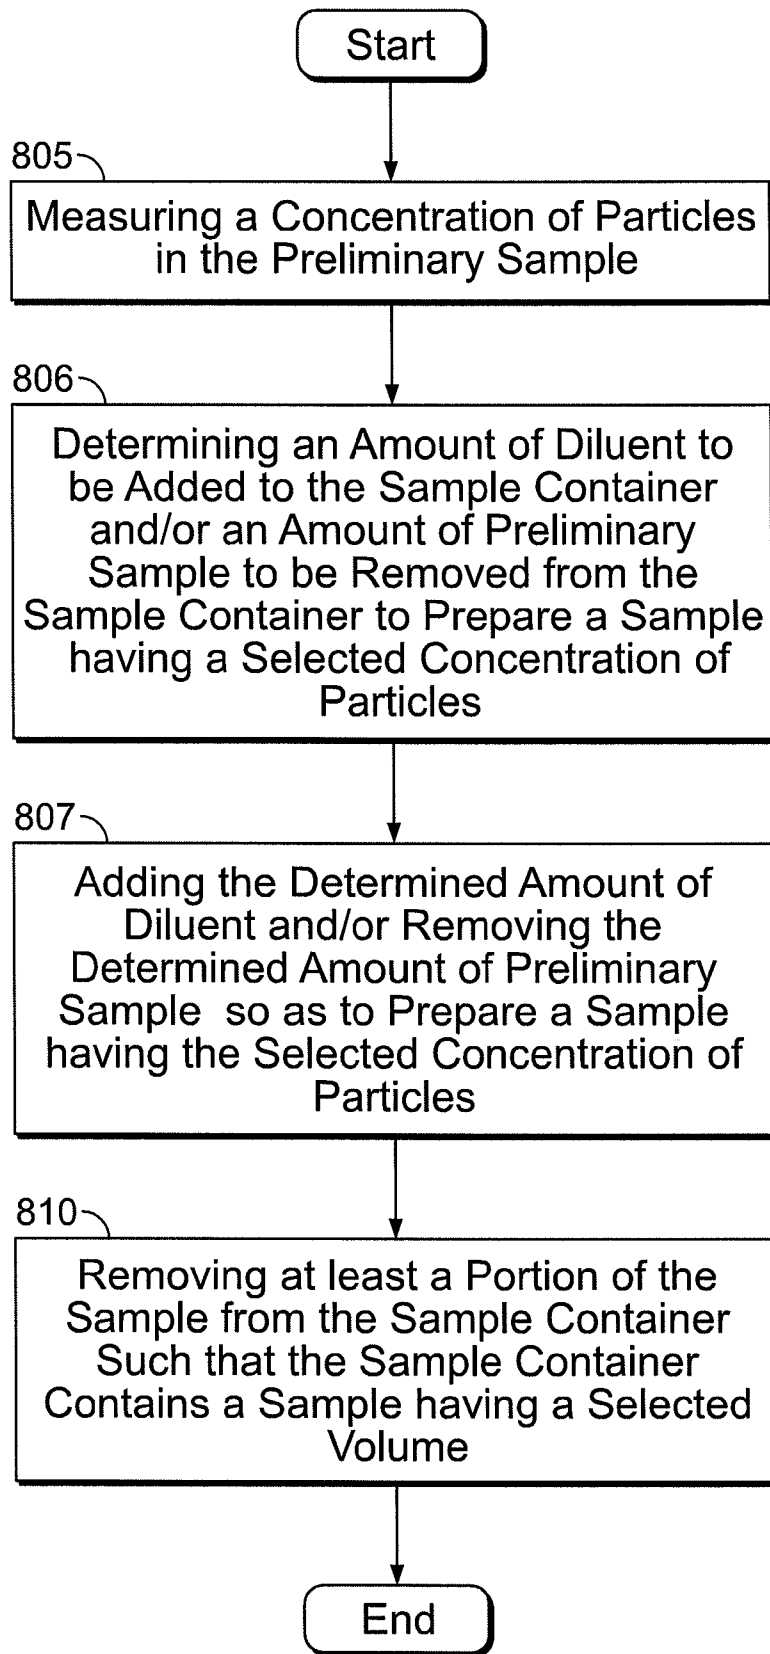 Start
805
Measuring a Concentration of Particles
in the Preliminary Sample
806
Determining an Amount of Diluent to
be Added to the Sample Container
and/or an Amount of Preliminary
Sample to be Removed from the
Sample Container to Prepare a Sample
having a Selected Concentration of
Particles
807
Adding the Determined Amount of
Diluent and/or Removing the
Determined Amount of Preliminary
Sample so as to Prepare a Sample
having the Selected Concentration of
Particles
810
Removing at least a Portion of the
Sample from the Sample Container
Such that the Sample Container
Contains a Sample having a Selected
Volume
End